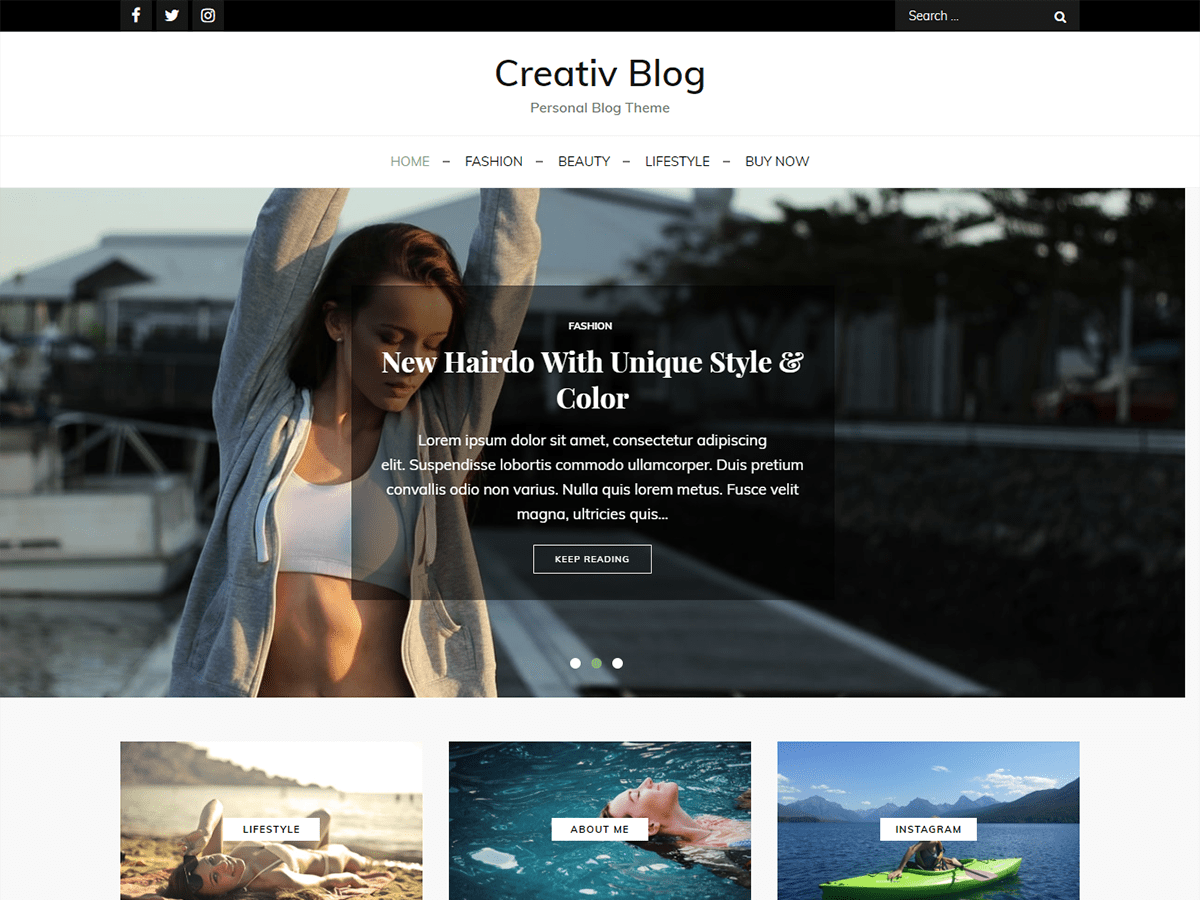 Search ...
Creativ Blog
Personal Blog Theme
HOME – FASHION – BEAUTY – LIFESTYLE – BUY NOW
FASHION
New Hairdo With Unique Style &
Color
Lorem ipsum dolor sit amet, consectetur adipiscing
elit. Suspendisse lobortis commodo ullamcorper. Duis pretium
convallis odio non varius. Nulla quis lorem metus. Fusce velit
magna, ultricies quis...
KEEP READING
LIFESTYLE
ABOUT ME
INSTAGRAM